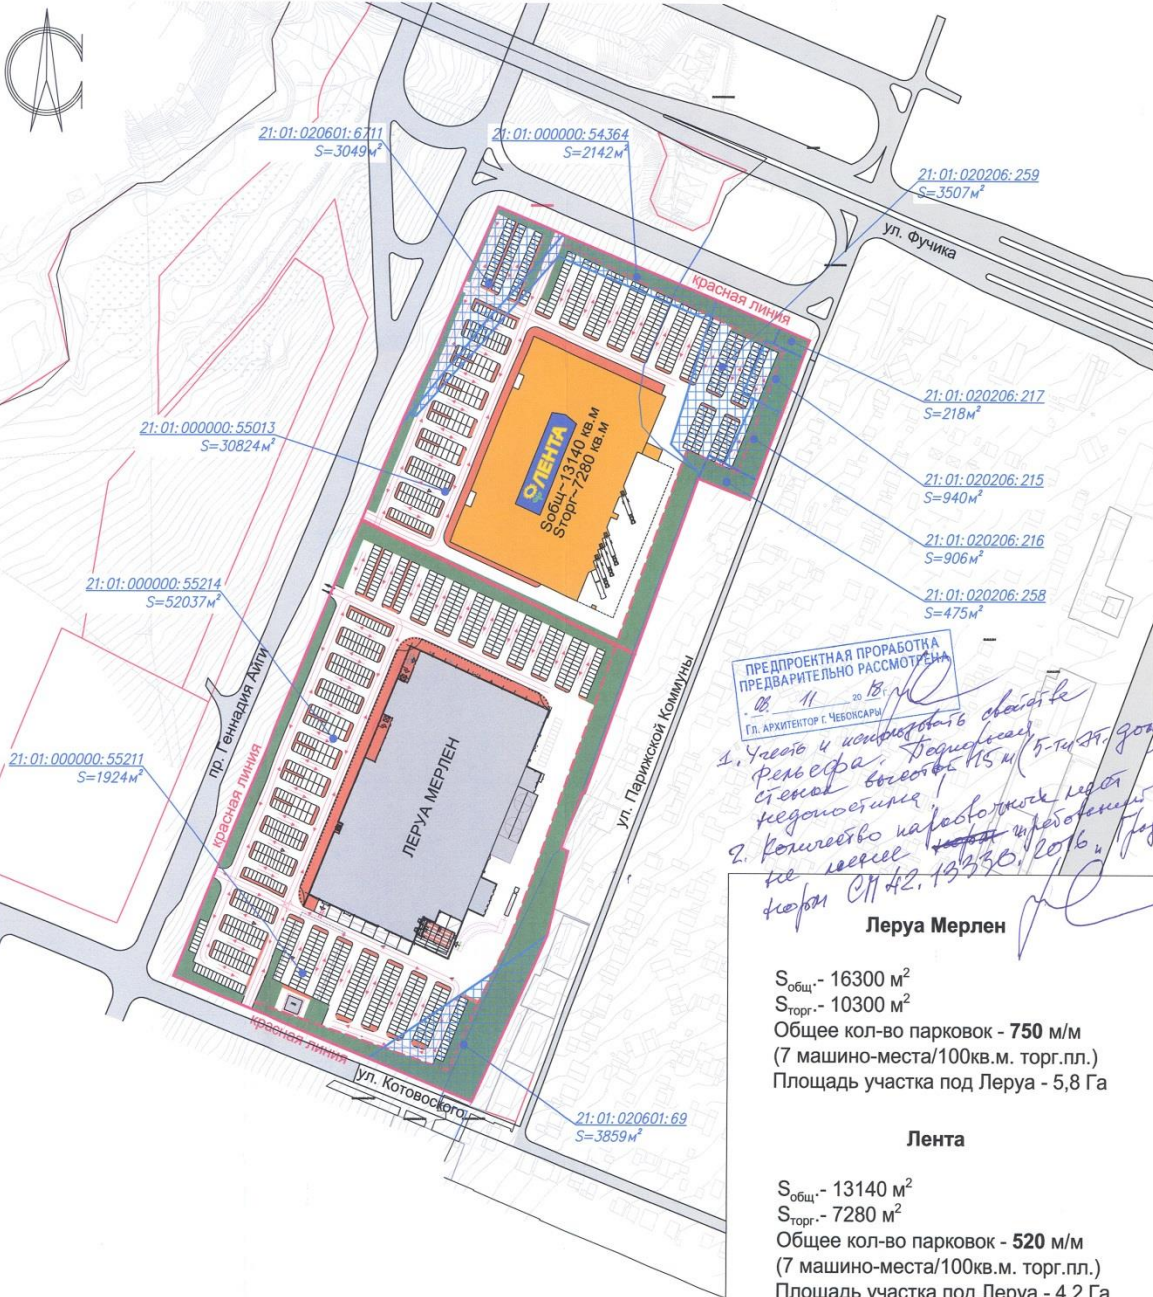 21:01:020601:6711
S=3049м²
21:01:000000:54364
S=2142м²
21:01:020206:259
S=3507м²
ул. Фучика
красная линия
21:01:020206:217
S=218м²
21:01:000000:55013
S=30824м²
ЛЕНТА
Sобщ~13140 кв.м
Sторг~7280 кв.м
21:01:020206:215
S=940м²
21:01:020206:216
S=906м²
21:01:000000:55214
S=52037м²
21:01:020206:258
S=475м²
пр. Геннадия Айги
ул. Парижской Коммуны
ПРЕДПРОЕКТНАЯ ПРОРАБОТКА
ПРЕДВАРИТЕЛЬНО РАССМОТРЕНА
08. 11 2018.
Гл. АРХИТЕКТОР Г. ЧЕБОКСАРЫ
1. Учесть и использовать свойства
рельефа. Подпорная
стена высотой 15 м (5-ти эт. дом
недопустима!
2. Количество парковочных мест
не менее требований
норм СП 42.13330.2016
21:01:000000:55211
S=1924м²
красная линия
ЛЕРУА МЕРЛЕН
красная линия
ул. Котовоского
21:01:020601:69
S=3859м²
Леруа Мерлен
Sобщ.- 16300 м²
Sторг.- 10300 м²
Общее кол-во парковок - 750 м/м
(7 машино-места/100кв.м. торг.пл.)
Площадь участка под Леруа - 5,8 Га
Лента
Sобщ.- 13140 м²
Sторг.- 7280 м²
Общее кол-во парковок - 520 м/м
(7 машино-места/100кв.м. торг.пл.)
Площадь участка под Леруа - 4,2 Га